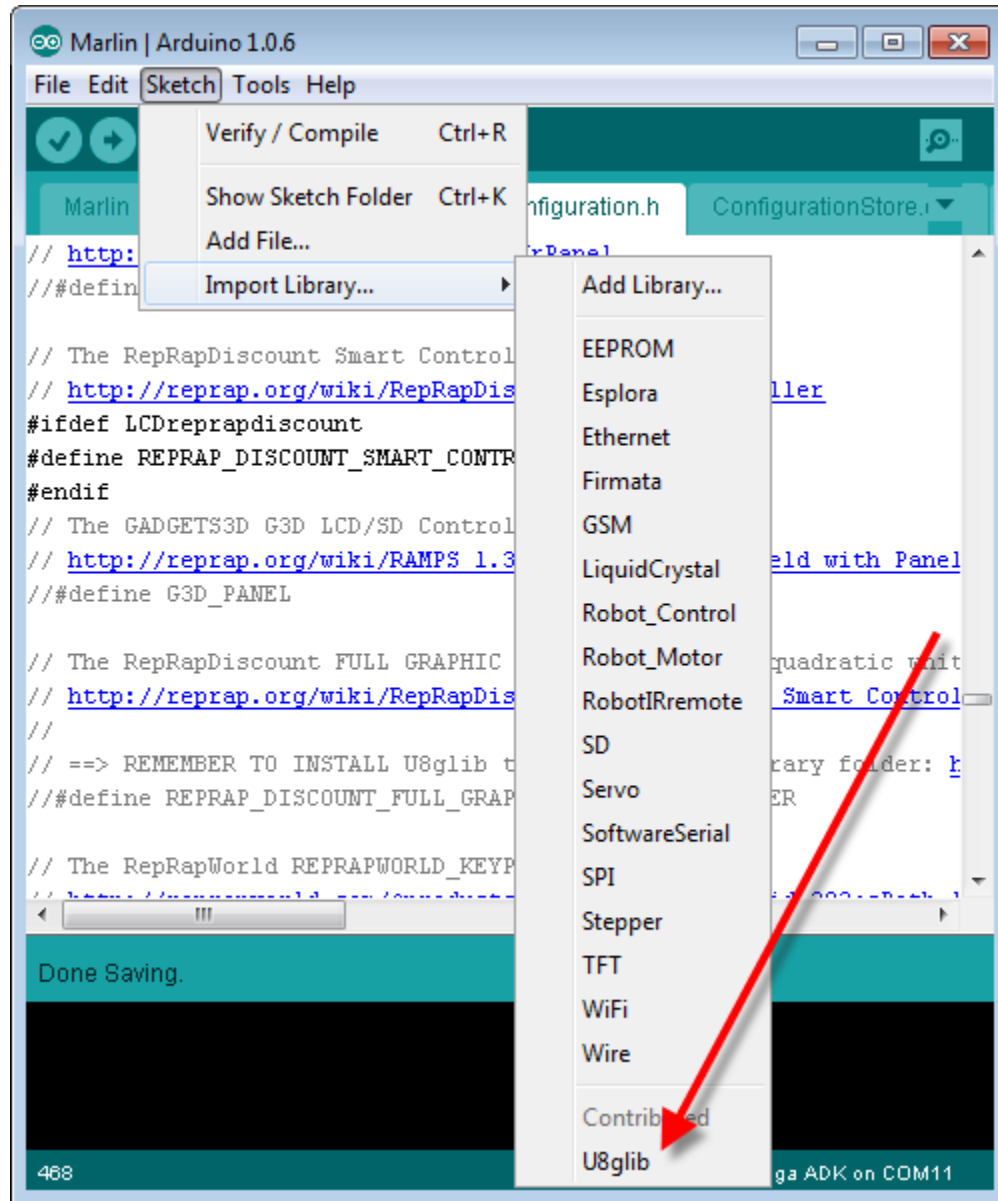 Marlin | Arduino 1.0.6
File Edit Sketch Tools Help
Verify / Compile Ctrl+R
Show Sketch Folder Ctrl+K
Add File...
Import Library...
Marlin
nfiguration.h
ConfigurationStore.
Add Library...
EEPROM
Esplora
Ethernet
Firmata
GSM
LiquidCrystal
Robot_Control
Robot_Motor
RobotIRremote
SD
Servo
SoftwareSerial
SPI
Stepper
TFT
WiFi
Wire
Contributed
U8glib
// http: rPanel
//#defin
// The RepRapDiscount Smart Control
// http://reprap.org/wiki/RepRapDis ller
#ifdef LCDreprapdiscount
#define REPRAP_DISCOUNT_SMART_CONTR
#endif
// The GADGETS3D G3D LCD/SD Control
// http://reprap.org/wiki/RAMPS 1.3 eld with Panel
//#define G3D_PANEL
// The RepRapDiscount FULL GRAPHIC quadratic whit
// http://reprap.org/wiki/RepRapDis Smart Control
//
// ==> REMEMBER TO INSTALL U8glib t rary folder: h
//#define REPRAP_DISCOUNT_FULL_GRAP ER
// The RepRapWorld REPRAPWORLD_KEYP
Done Saving.
468
ga ADK on COM11